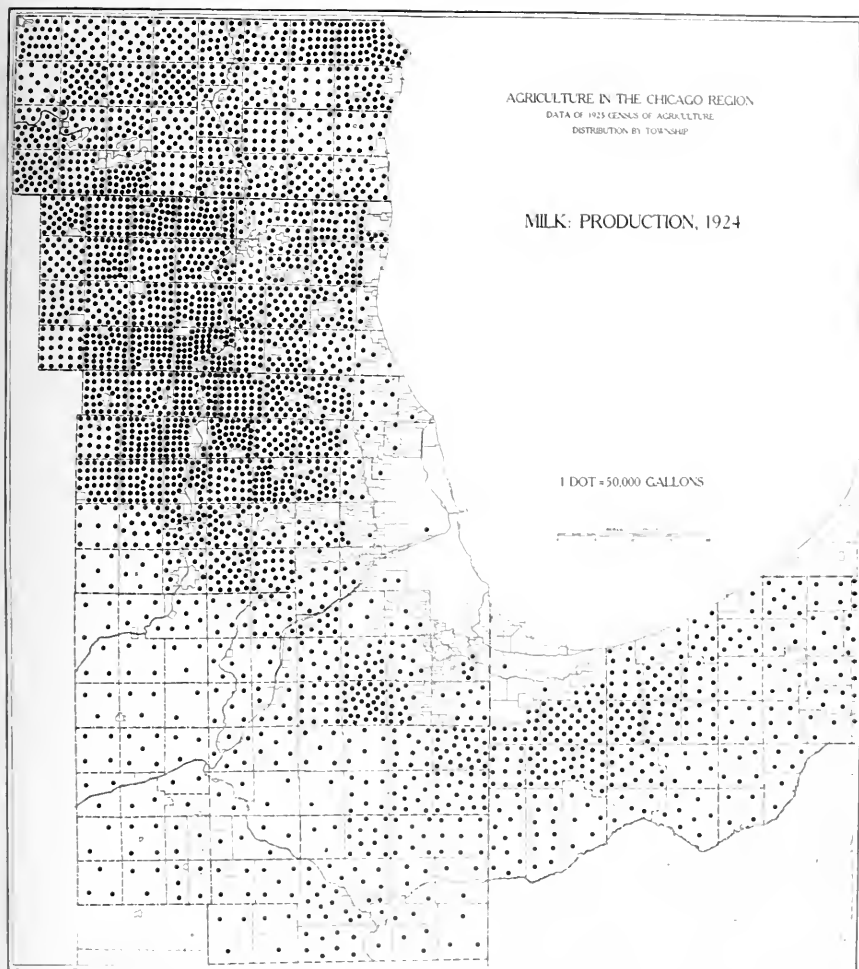 AGRICULTURE IN THE CHICAGO REGION
DATA OF 1925 CENSUS OF AGRICULTURE
DISTRIBUTION BY TOWNSHIP
MILK: PRODUCTION, 1924
1 DOT = 50,000 GALLONS